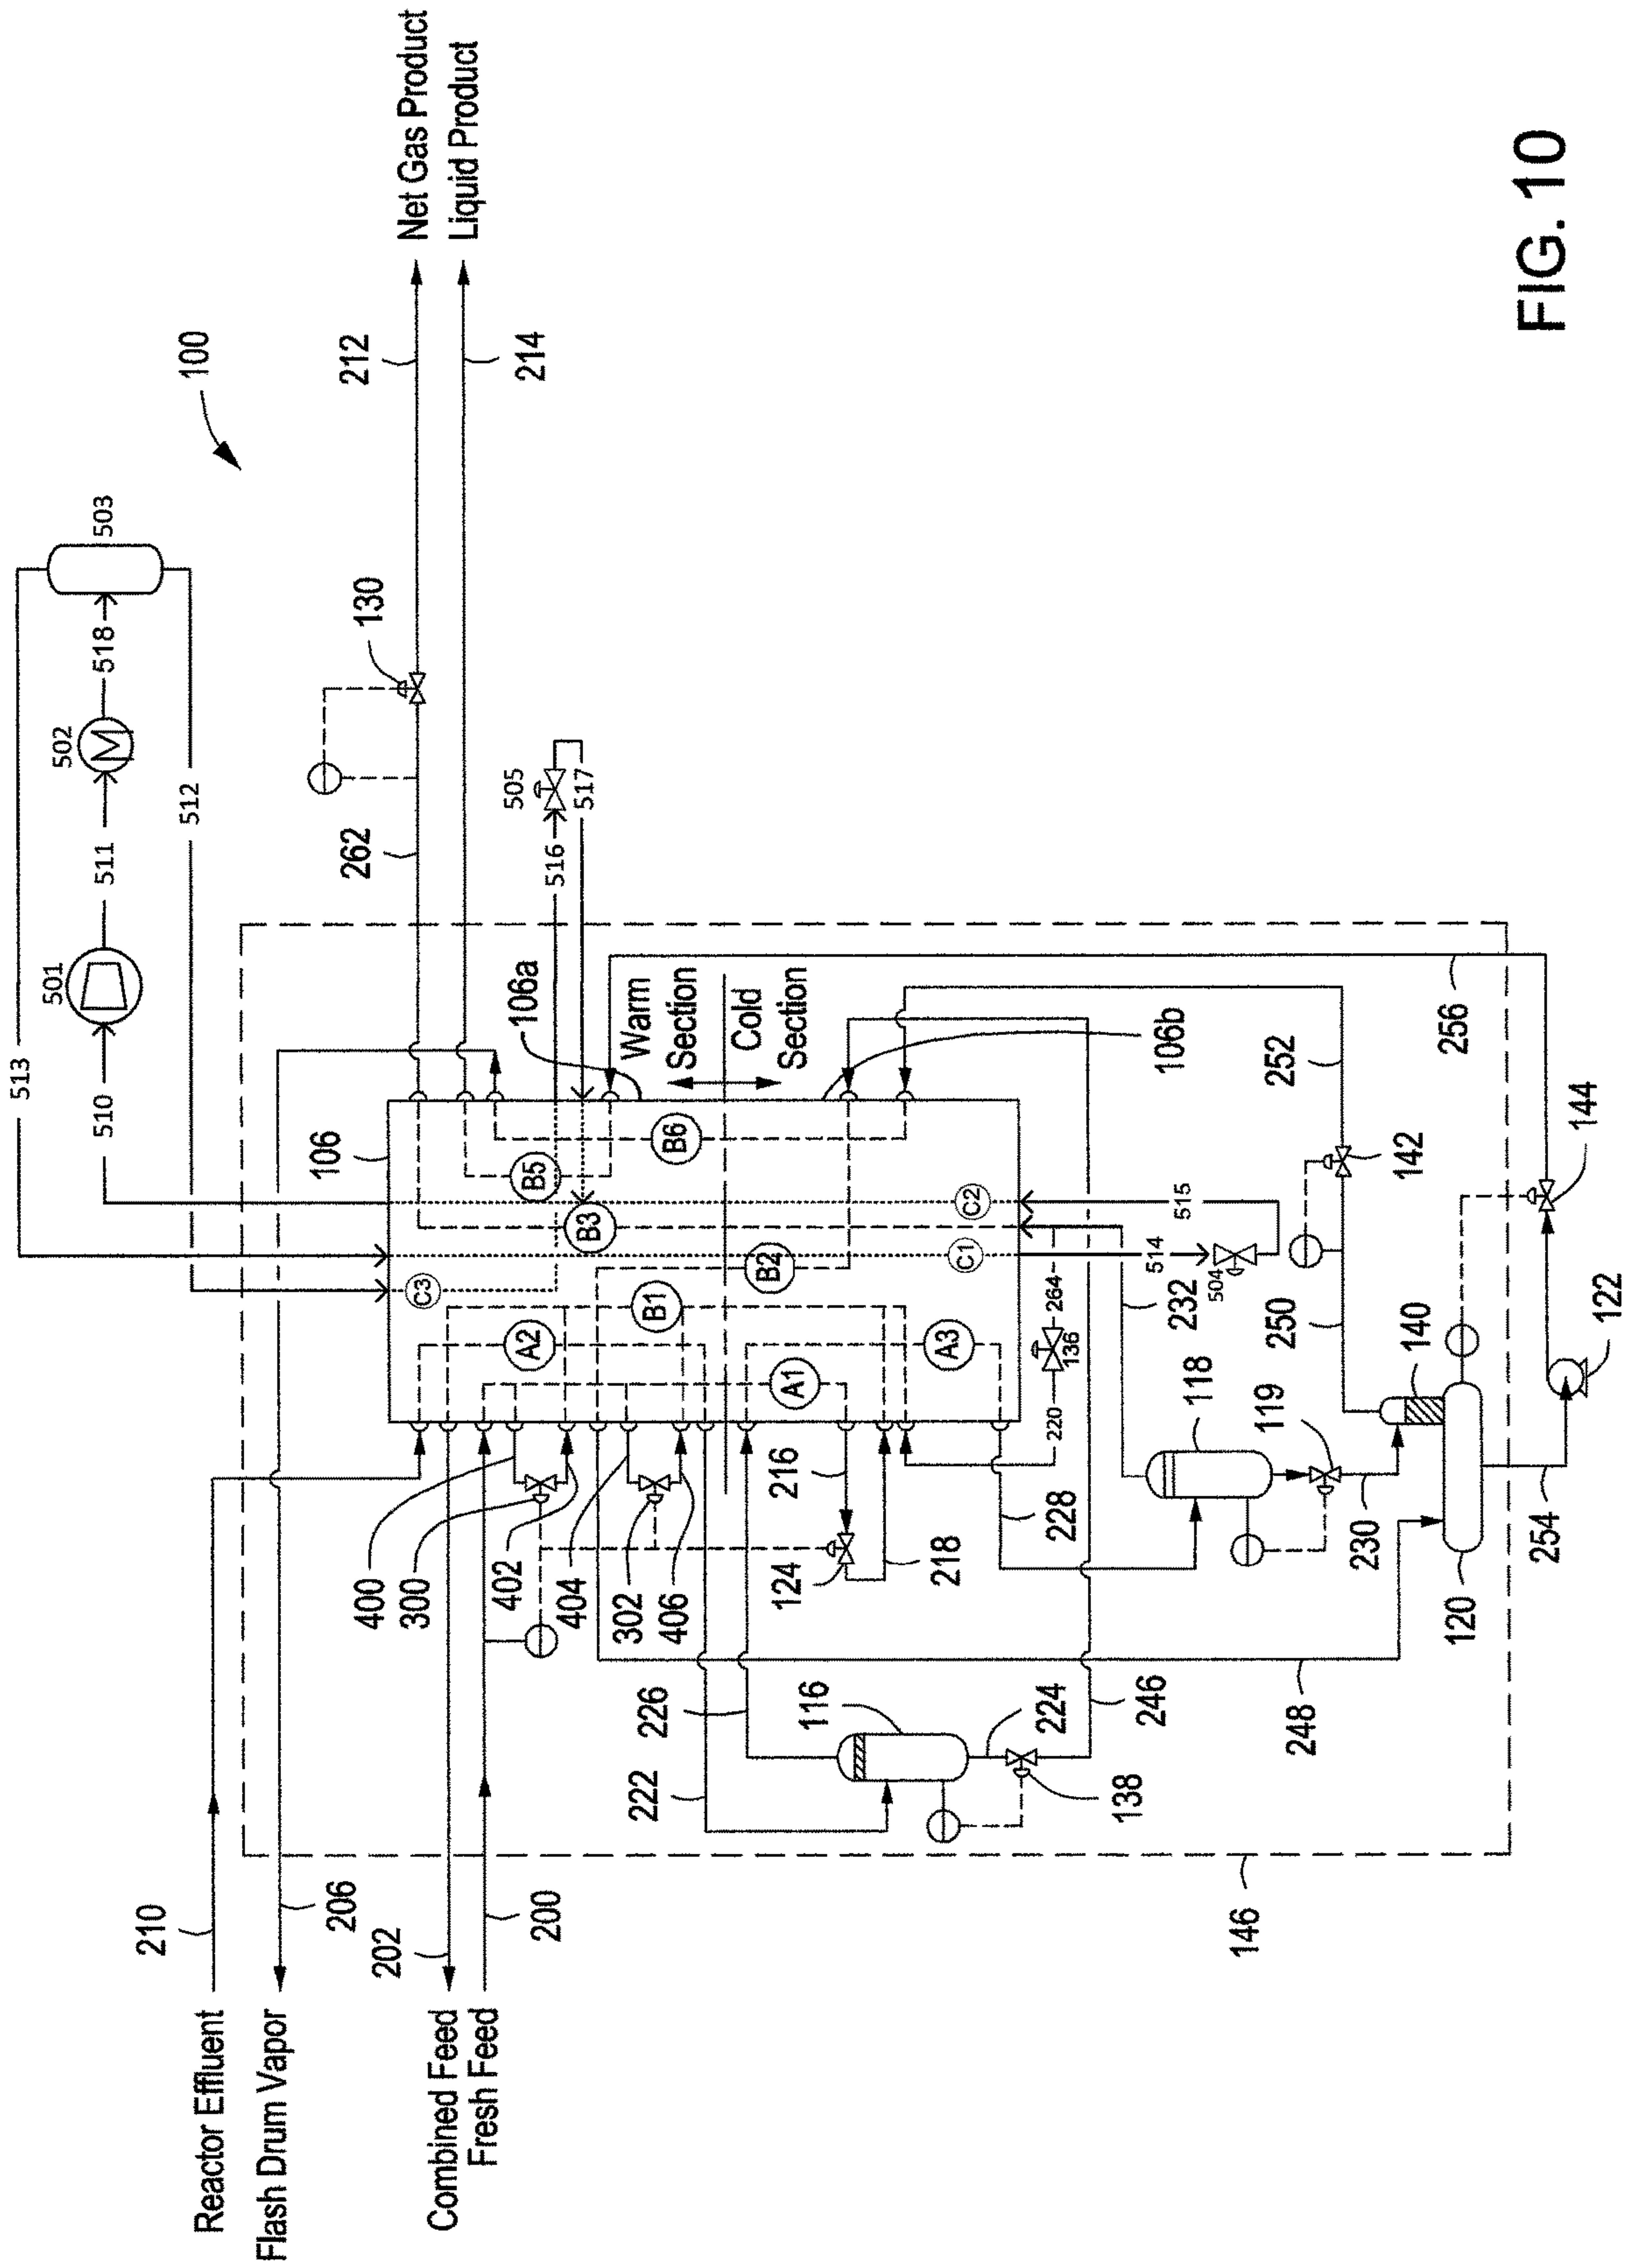 Reactor Effluent
210
Flash Drum Vapor
206
Combined Feed
202
Fresh Feed
200
513
510
501
511
502
M
518
503
512
100
106
262
130
212
Net Gas Product
214
Liquid Product
516
505
517
106a
Warm
Section
Cold
Section
106b
C3
A2
B1
A1
A3
B2
B3
B5
B6
C1
C2
400
300
402
404
302
406
124
216
218
222
226
116
224
138
246
248
228
220
136
264
232
514
504
515
118
119
230
250
140
142
252
256
144
120
254
122
146
FIG. 10